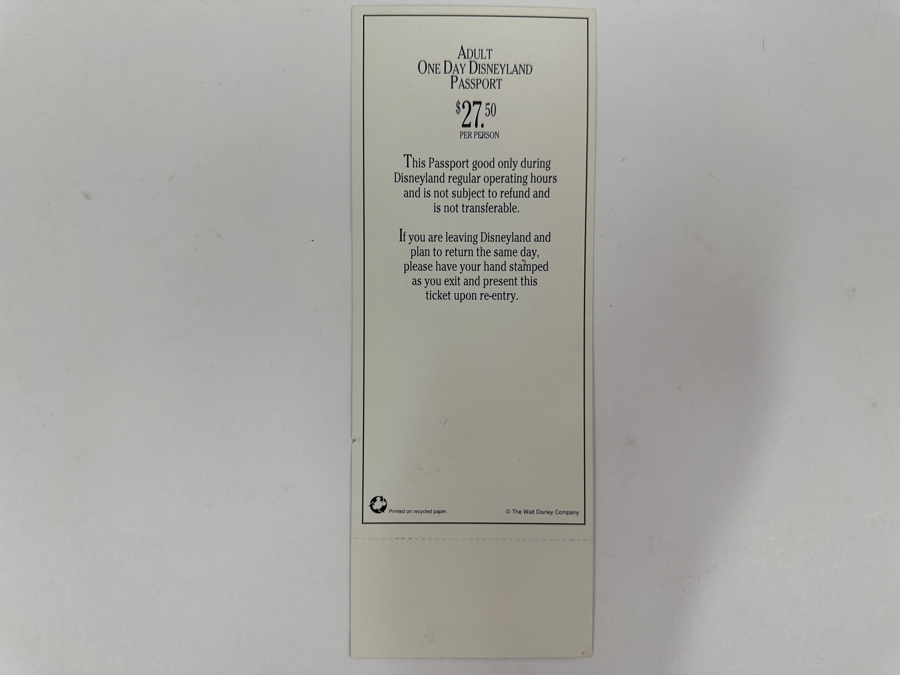 ADULT
ONE DAY DISNEYLAND
PASSPORT
$27.50
PER PERSON
This Passport good only during
Disneyland regular operating hours
and is not subject to refund and
is not transferable.
If you are leaving Disneyland and
plan to return the same day,
please have your hand stamped
as you exit and present this
ticket upon re-entry.
Printed on recycled paper.
© The Walt Disney Company